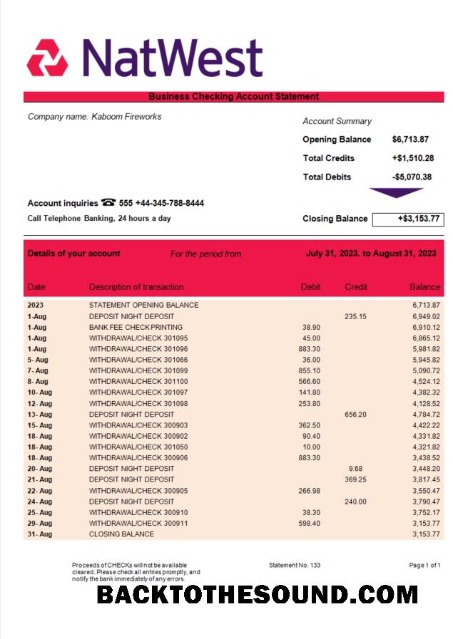 NatWest
Business Checking Account Statement
Company name: Kaboom Fireworks
Account Summary
Opening Balance $6,713.87
Total Credits +$1,510.28
Total Debits -$5,070.38
Account inquiries ☎ 555 +44-345-788-8444
Call Telephone Banking, 24 hours a day
Closing Balance +$3,153.77
Details of your account For the period from July 31, 2023. to August 31, 2023
Date Description of transaction Debit Credit Balance
2023 STATEMENT OPENING BALANCE 6,713.87
1-Aug DEPOSIT NIGHT DEPOSIT 235.15 6,949.02
1-Aug BANK FEE CHECKPRINTING 38.90 6,910.12
1-Aug WITHDRAWAL/CHECK 301095 45.00 6,865.12
1-Aug WITHDRAWAL/CHECK 301096 883.30 5,981.82
5- Aug WITHDRAWAL/CHECK 301066 36.00 5,945.82
7- Aug WITHDRAWAL/CHECK 301099 855.10 5,090.72
8- Aug WITHDRAWAL/CHECK 301100 566.60 4,524.12
10- Aug WITHDRAWAL/CHECK 301097 141.80 4,382.32
12- Aug WITHDRAWAL/CHECK 301098 253.80 4,128.52
13- Aug DEPOSIT NIGHT DEPOSIT 656.20 4,784.72
15- Aug WITHDRAWAL/CHECK 300903 362.50 4,422.22
18- Aug WITHDRAWAL/CHECK 300902 90.40 4,331.82
18- Aug WITHDRAWAL/CHECK 301050 10.00 4,321.82
18- Aug WITHDRAWAL/CHECK 300906 883.30 3,438.52
20- Aug DEPOSIT NIGHT DEPOSIT 9.68 3,448.20
21- Aug DEPOSIT NIGHT DEPOSIT 369.25 3,817.45
22- Aug WITHDRAWAL/CHECK 300905 266.98 3,550.47
24- Aug DEPOSIT NIGHT DEPOSIT 240.00 3,790.47
25- Aug WITHDRAWAL/CHECK 300910 38.30 3,752.17
29- Aug WITHDRAWAL/CHECK 300911 598.40 3,153.77
31- Aug CLOSING BALANCE 3,153.77
Proceeds of CHECKs will not be available
cleared. Please check all entites promptly, and
notify the bank immediately of any errors.
Statement No. 133
Page 1 of 1
BACKTOTHESOUND.COM